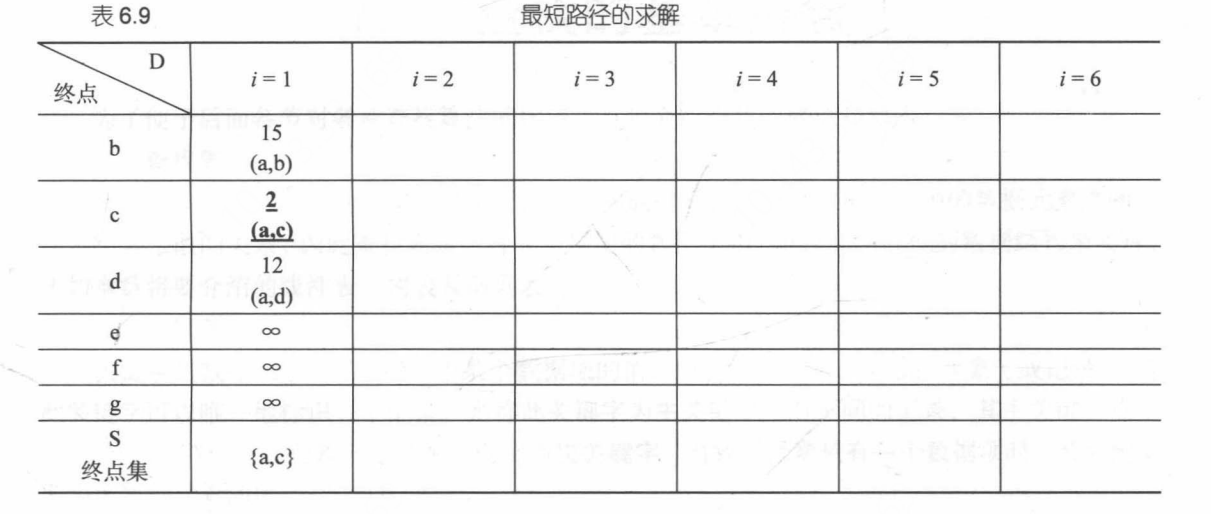 表 6.9 最短路径的求解
D
终点 i = 1 i = 2 i = 3 i = 4 i = 5 i = 6
b 15
(a,b)
c 2
(a,c)
d 12
(a,d)
e ∞
f ∞
g ∞
S
终点集 {a,c}